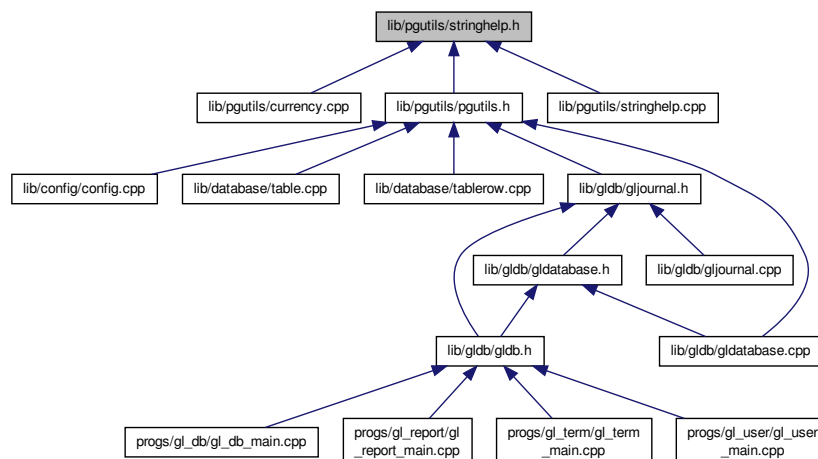 lib/pgutils/stringhelp.h
lib/pgutils/currency.cpp
lib/pgutils/pgutils.h
lib/pgutils/stringhelp.cpp
lib/config/config.cpp
lib/database/table.cpp
lib/database/tablerow.cpp
lib/gldb/gljournal.h
lib/gldb/gldatabase.h
lib/gldb/gljournal.cpp
lib/gldb/gldb.h
lib/gldb/gldatabase.cpp
progs/gl_db/gl_db_main.cpp
progs/gl_report/gl
_report_main.cpp
progs/gl_term/gl_term
_main.cpp
progs/gl_user/gl_user
_main.cpp